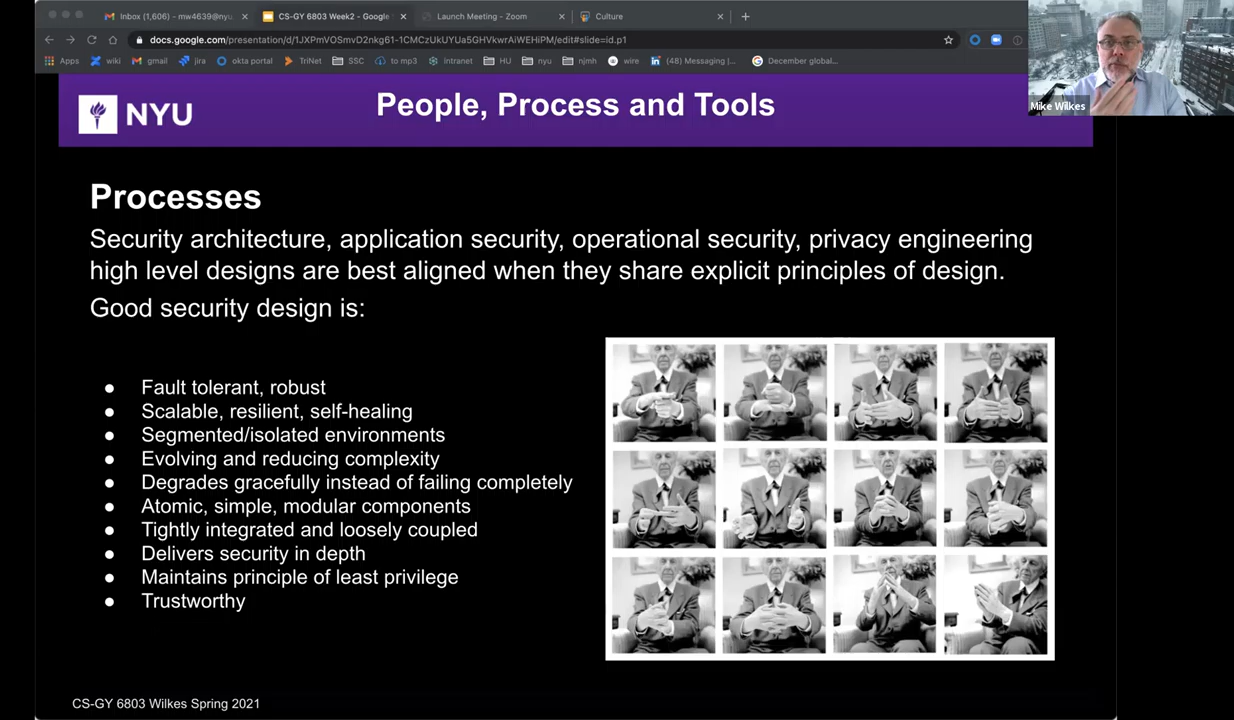 Inbox (1,606) - mw4639@nyu
CS-GY 6803 Week2 - Google
Launch Meeting - Zoom
Culture
docs.google.com/presentation/d/1JXPmVOSmvD2nkg61-1CMCzUkUYUa5GHVkwrAiWEHiPM/edit#slide=id.p1
Apps
wiki
gmail
jira
okta portal
TriNet
SSC
to mp3
intranet
HU
nyu
njmh
wire
(48) Messaging |...
December global...
Mike Wilkes
NYU
People, Process and Tools
Processes
Security architecture, application security, operational security, privacy engineering
high level designs are best aligned when they share explicit principles of design.
Good security design is:
● Fault tolerant, robust
● Scalable, resilient, self-healing
● Segmented/isolated environments
● Evolving and reducing complexity
● Degrades gracefully instead of failing completely
● Atomic, simple, modular components
● Tightly integrated and loosely coupled
● Delivers security in depth
● Maintains principle of least privilege
● Trustworthy
CS-GY 6803 Wilkes Spring 2021